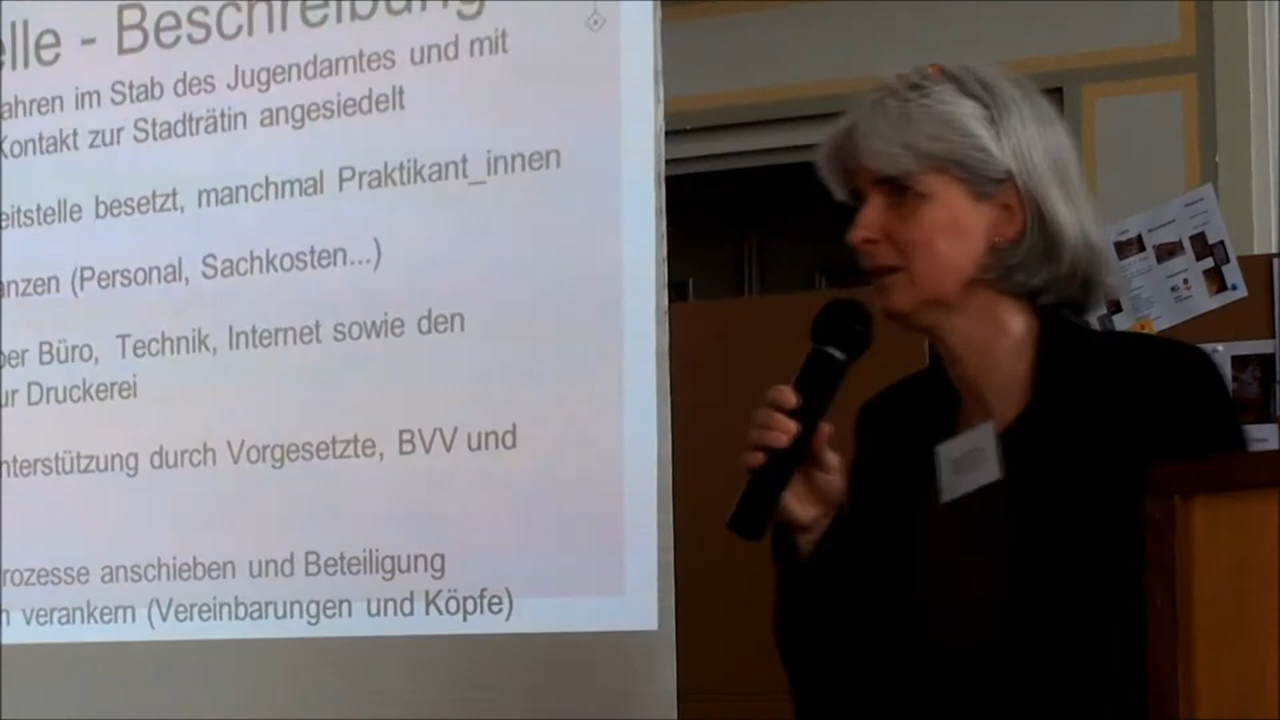 elle - Beschreibung
ahren im Stab des Jugendamtes und mit
Kontakt zur Stadträtin angesiedelt
eitstelle besetzt, manchmal Praktikant_innen
anzen (Personal, Sachkosten...)
ber Büro, Technik, Internet sowie den
ur Druckerei
nterstützung durch Vorgesetzte, BVV und
rozesse anschieben und Beteiligung
h verankern (Vereinbarungen und Köpfe)